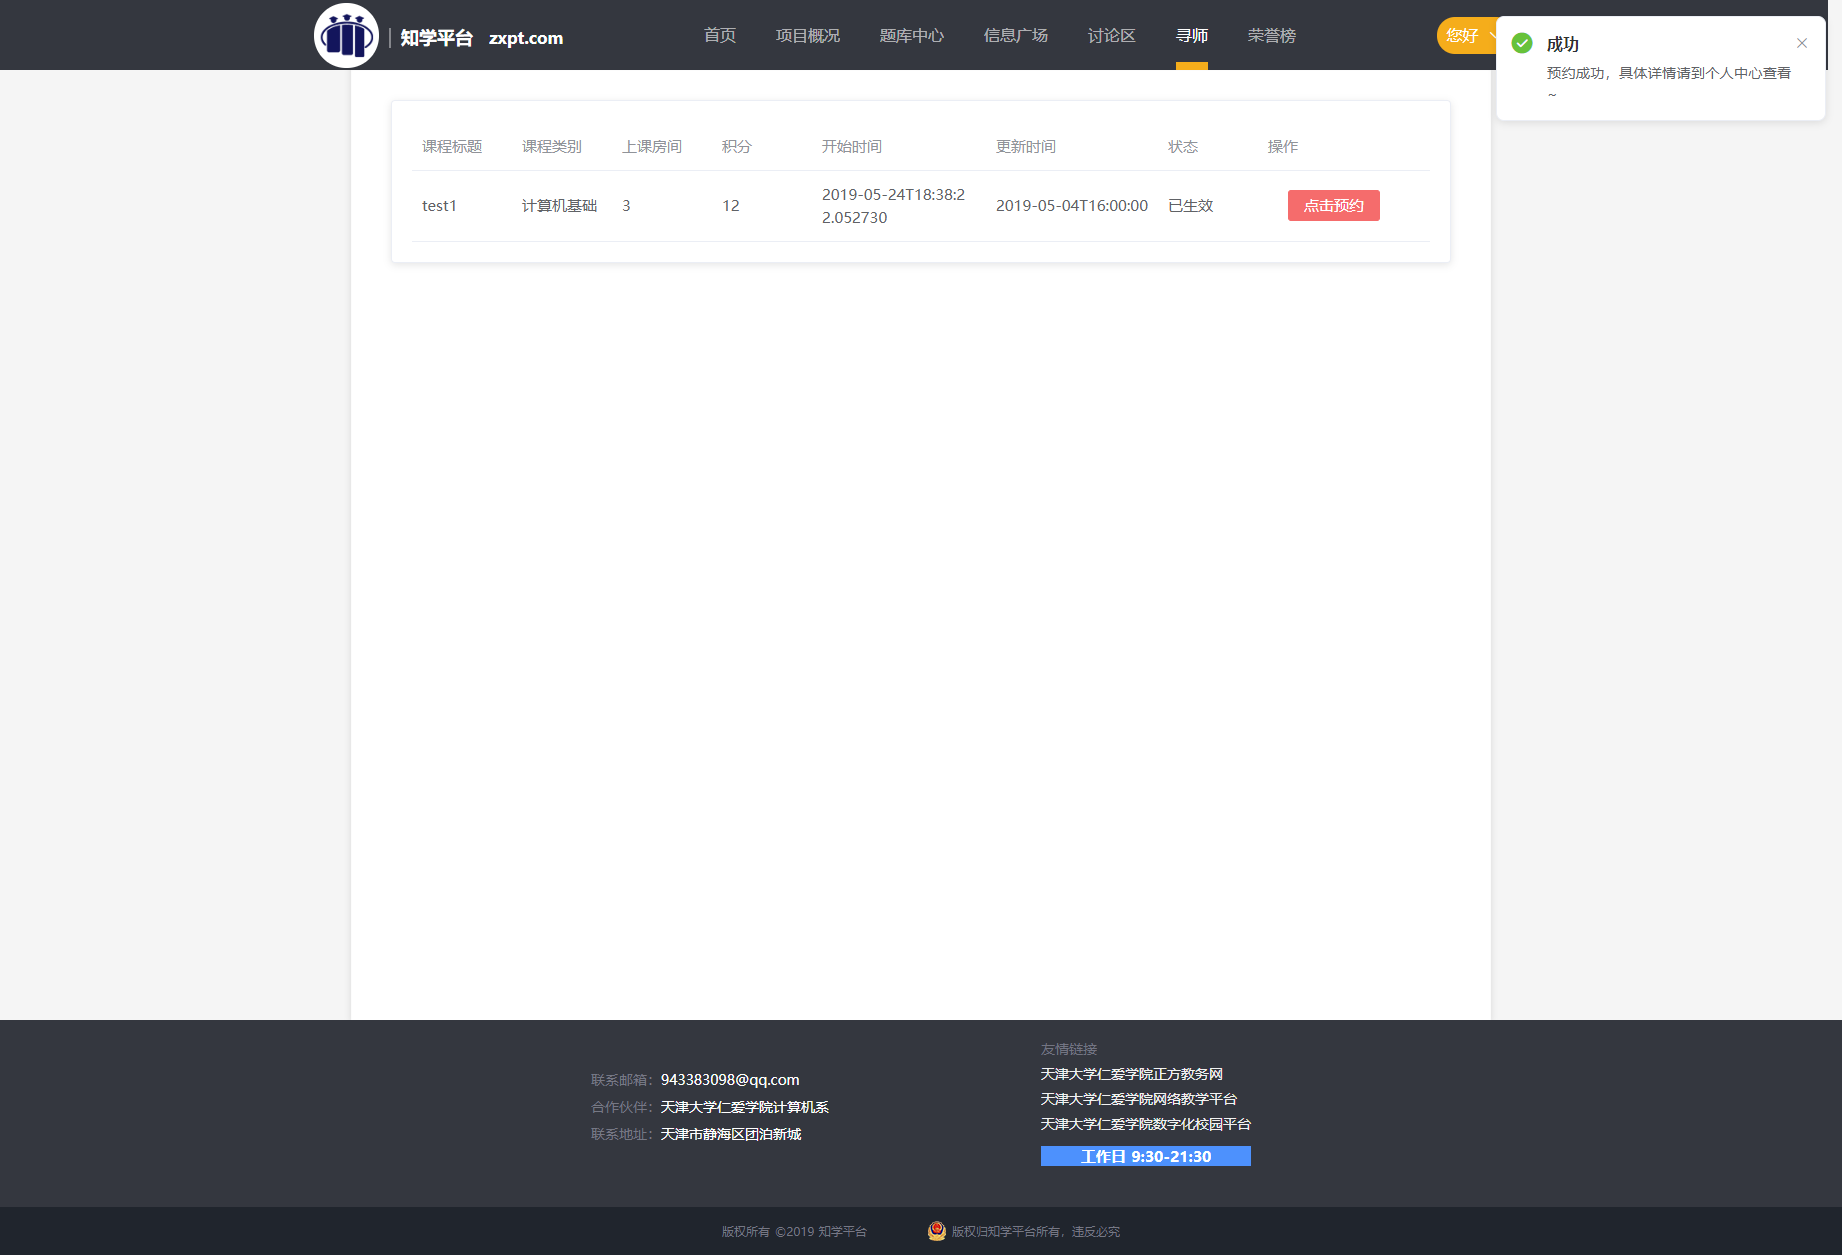 知学平台 zxpt.com
首页 项目概况 题库中心 信息广场 讨论区 寻师 荣誉榜
您好
成功
预约成功，具体详情请到个人中心查看
~
课程标题 课程类别 上课房间 积分 开始时间 更新时间 状态 操作
test1 计算机基础 3 12 2019-05-24T18:38:2 2019-05-04T16:00:00 已生效 点击预约
2.052730
联系邮箱：943383098@qq.com
合作伙伴：天津大学仁爱学院计算机系
联系地址：天津市静海区团泊新城
友情链接
天津大学仁爱学院正方教务网
天津大学仁爱学院网络教学平台
天津大学仁爱学院数字化校园平台
工作日 9:30-21:30
版权所有 ©2019 知学平台
版权归知学平台所有，违反必究